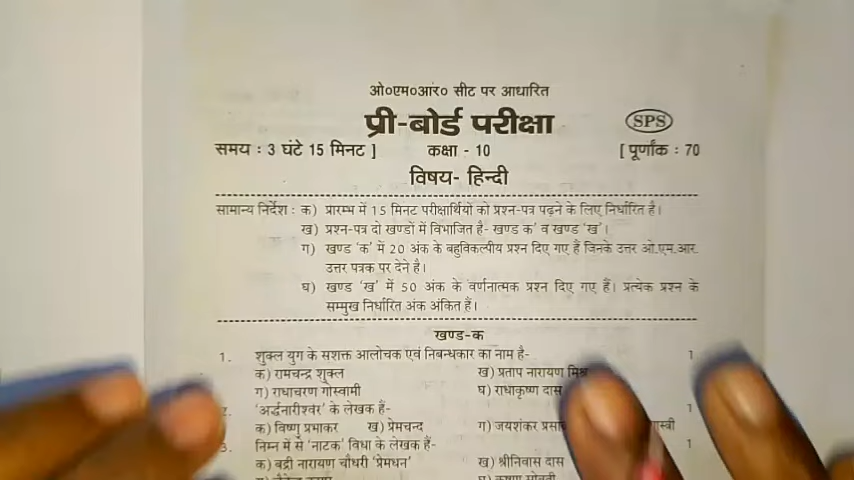 ओ०एम०आर० सीट पर आधारित
प्री-बोर्ड परीक्षा
SPS
समय : 3 घंटे 15 मिनट ] कक्षा - 10 [ पूर्णांक : 70
विषय- हिन्दी
सामान्य निर्देश : क) प्रारम्भ में 15 मिनट परीक्षार्थियों को प्रश्न-पत्र पढ़ने के लिए निर्धारित है।
ख) प्रश्न-पत्र दो खण्डों में विभाजित है- खण्ड क' व खण्ड 'ख'।
ग) खण्ड 'क' में 20 अंक के बहुविकल्पीय प्रश्न दिए गए हैं जिनके उत्तर ओ.एम.आर.
उत्तर पत्रक पर देने है।
घ) खण्ड 'ख' में 50 अंक के वर्णनात्मक प्रश्न दिए गए हैं। प्रत्येक प्रश्न के
सम्मुख निर्धारित अंक अंकित हैं।
खण्ड-क
1. शुक्ल युग के सशक्त आलोचक एवं निबन्धकार का नाम है- 1
क) रामचन्द्र शुक्ल ख) प्रताप नारायण मिश्र
ग) राधाचरण गोस्वामी घ) राधाकृष्ण दास
2. 'अर्द्धनारीश्वर' के लेखक हैं- 1
क) विष्णु प्रभाकर ख) प्रेमचन्द ग) जयशंकर
3. निम्न में से 'नाटक' विधा के लेखक हैं- 1
क) बद्री नारायण चौधरी 'प्रेमधन' ख) श्रीनिवास दास